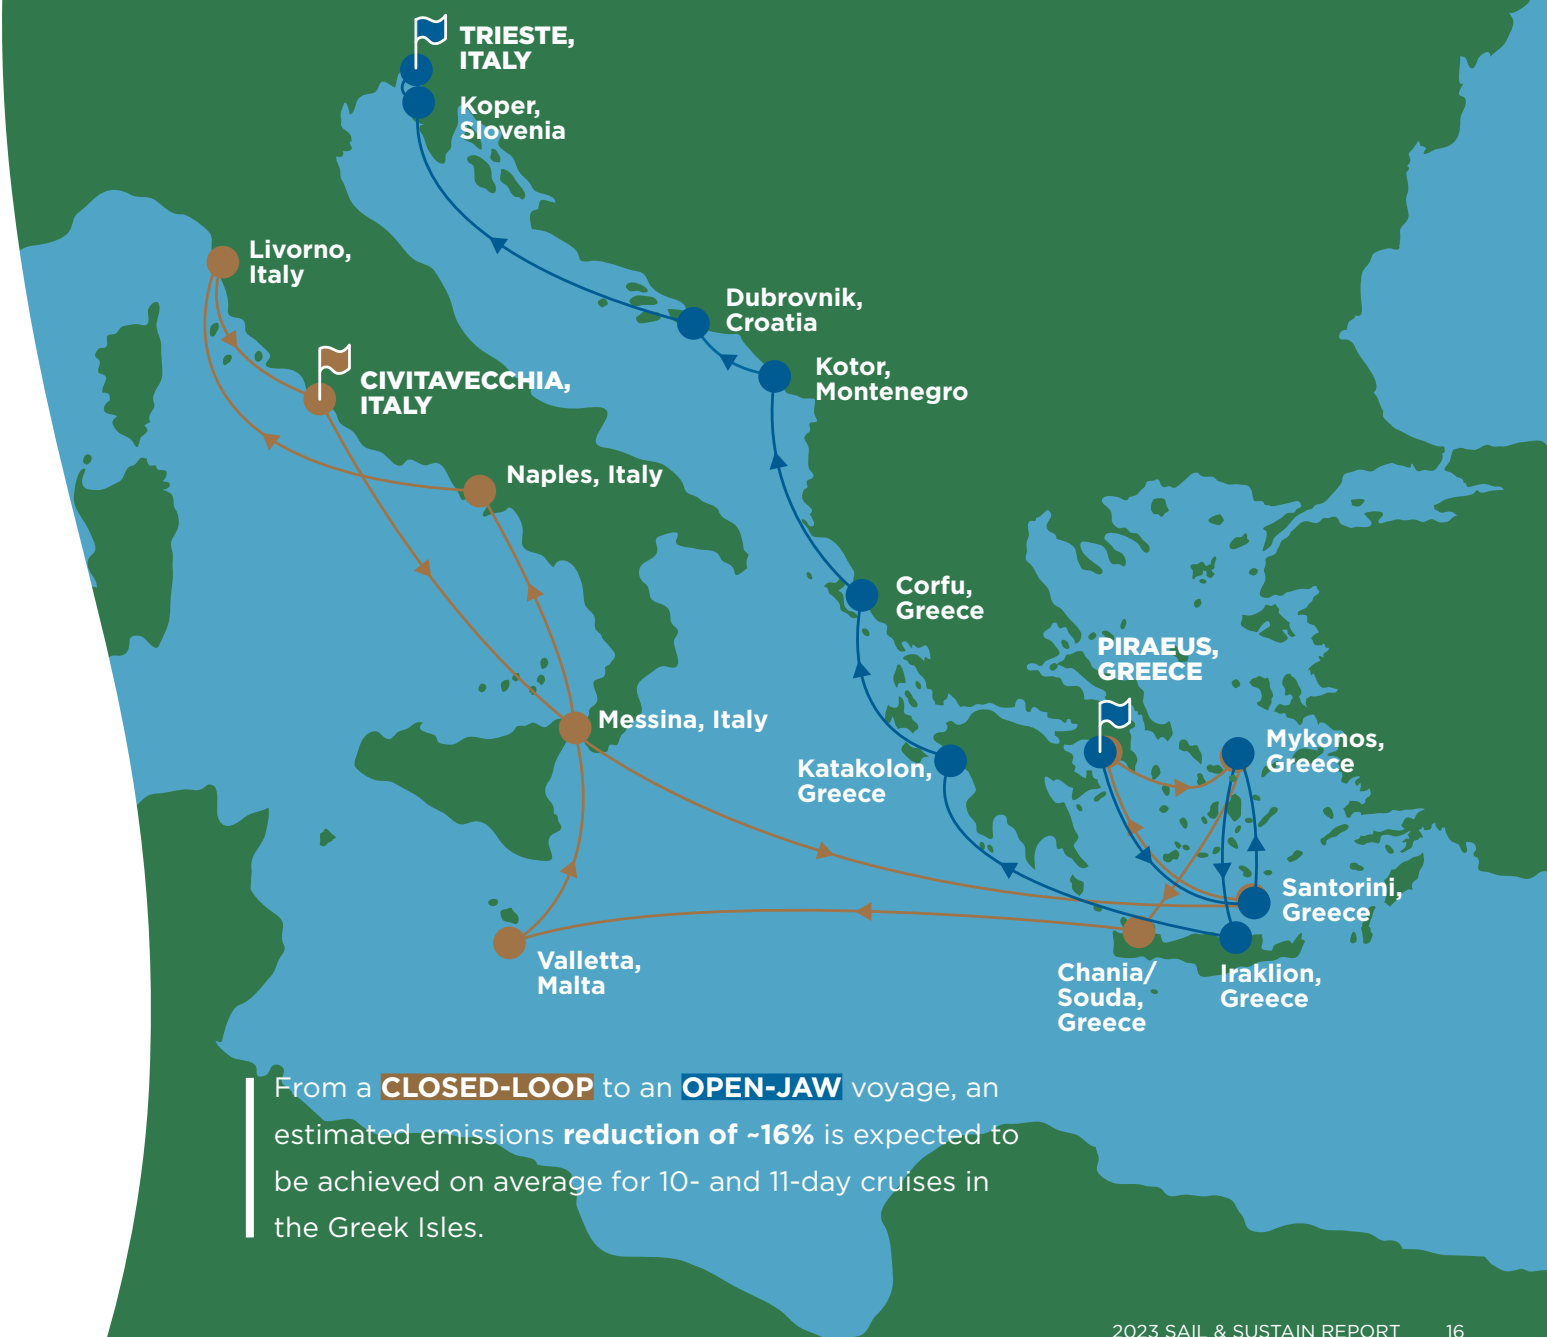 TRIESTE,
ITALY
Koper,
Slovenia
Livorno,
Italy
Dubrovnik,
Croatia
Kotor,
Montenegro
CIVITAVECCHIA,
ITALY
Naples, Italy
Corfu,
Greece
PIRAEUS,
GREECE
Messina, Italy
Mykonos,
Greece
Katakolon,
Greece
Santorini,
Greece
Valletta,
Malta
Chania/
Souda,
Greece
Iraklion,
Greece
From a CLOSED-LOOP to an OPEN-JAW voyage, an
estimated emissions reduction of ~16% is expected to
be achieved on average for 10- and 11-day cruises in
the Greek Isles.
2023 SAIL & SUSTAIN REPORT 16